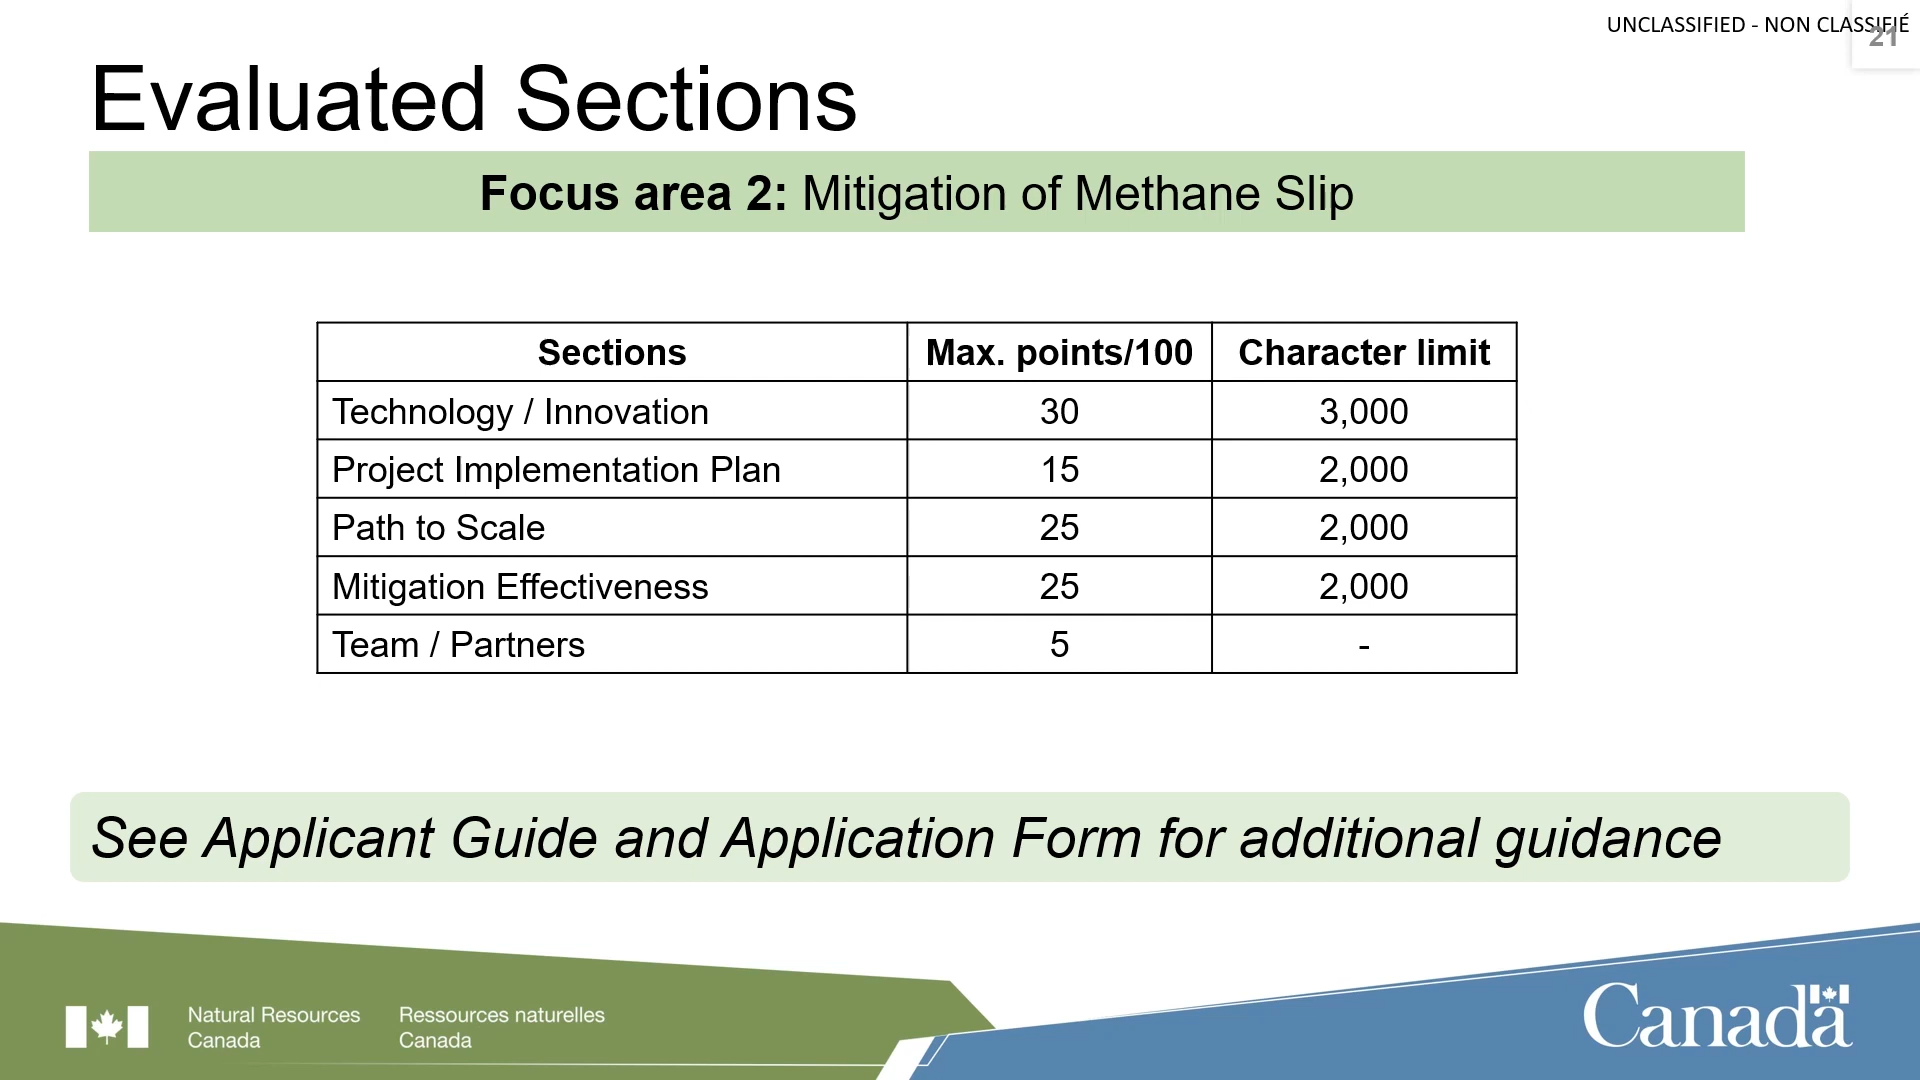 UNCLASSIFIED - NON CLASSIFIÉ
21
Evaluated Sections
Focus area 2: Mitigation of Methane Slip
Sections Max. points/100 Character limit
Technology / Innovation 30 3,000
Project Implementation Plan 15 2,000
Path to Scale 25 2,000
Mitigation Effectiveness 25 2,000
Team / Partners 5 -
See Applicant Guide and Application Form for additional guidance
Natural Resources Ressources naturelles
Canada Canada
Canada